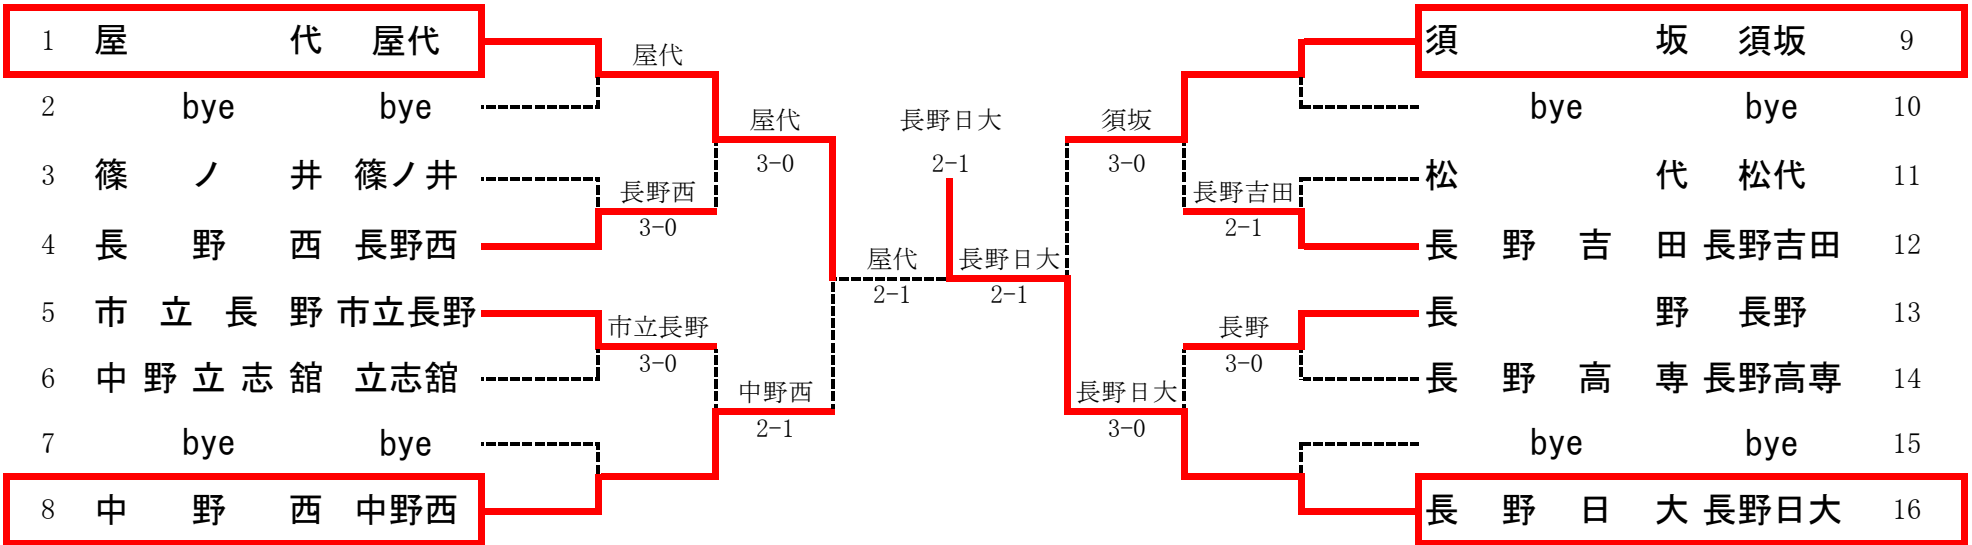 1 屋代 屋代
2 bye bye
3 篠ノ井 篠ノ井
4 長野西 長野西
5 市立長野 市立長野
6 中野立志舘 立志舘
7 bye bye
8 中野西 中野西
屋代
長野西
3-0
市立長野
3-0
屋代
3-0
中野西
2-1
屋代
2-1
長野日大
2-1
長野日大
2-1
須坂
3-0
長野日大
3-0
長野吉田
2-1
長野
3-0
須坂 須坂 9
bye bye 10
松代 松代 11
長野吉田 長野吉田 12
長野 長野 13
長野高専 長野高専 14
bye bye 15
長野日大 長野日大 16